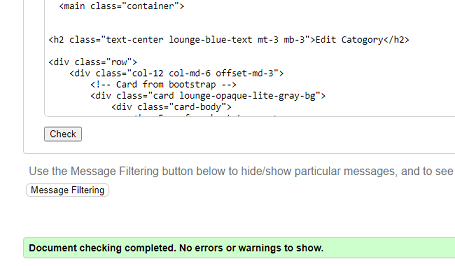 <main class="container">
<h2 class="text-center lounge-blue-text mt-3 mb-3">Edit Catogory</h2>
<div class="row">
<div class="col-12 col-md-6 offset-md-3">
<!-- Card from bootstrap -->
<div class="card lounge-opaque-lite-gray-bg">
<div class="card-body">
Check
Use the Message Filtering button below to hide/show particular messages, and to see
Message Filtering
Document checking completed. No errors or warnings to show.